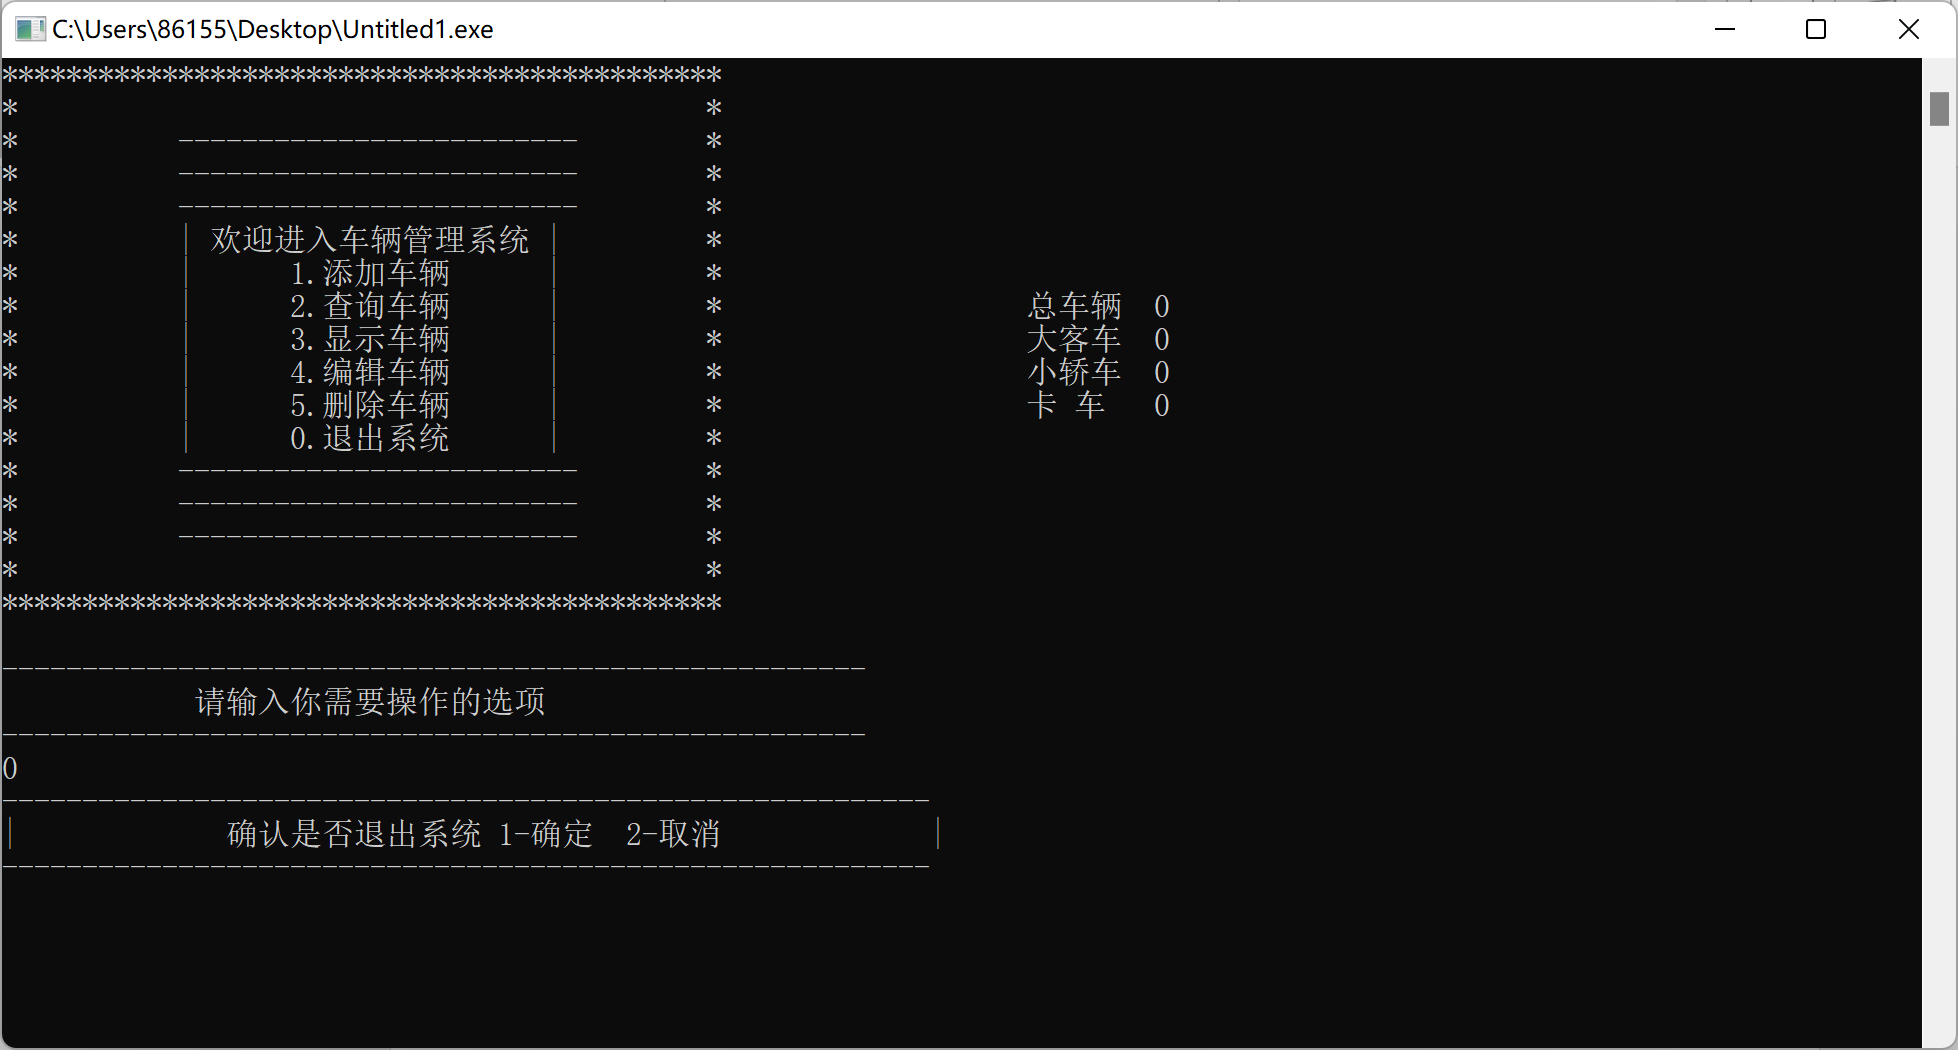 C:\Users\86155\Desktop\Untitled1.exe
*********************************************
* *
* ------------------------- *
* ------------------------- *
* ------------------------- *
* | 欢迎进入车辆管理系统 | *
* | 1.添加车辆 | *
* | 2.查询车辆 | * 总车辆 0
* | 3.显示车辆 | * 大客车 0
* | 4.编辑车辆 | * 小轿车 0
* | 5.删除车辆 | * 卡 车 0
* | 0.退出系统 | *
* ------------------------- *
* ------------------------- *
* ------------------------- *
* *
*********************************************
------------------------------------------------------
请输入你需要操作的选项
------------------------------------------------------
0
----------------------------------------------------------
| 确认是否退出系统 1-确定 2-取消 |
----------------------------------------------------------